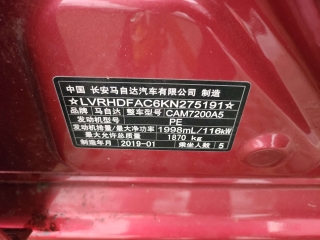 中国 长安马自达汽车有限公司 制造
☆LVRHDFAC6KN275191☆
品牌 马自达 整车型号 CAM7200A5
发动机型号 PE
发动机排量/最大净功率 1998mL/116kW
最大允许总质量 1870 kg
制造年月 2019-01 乘坐人数 5